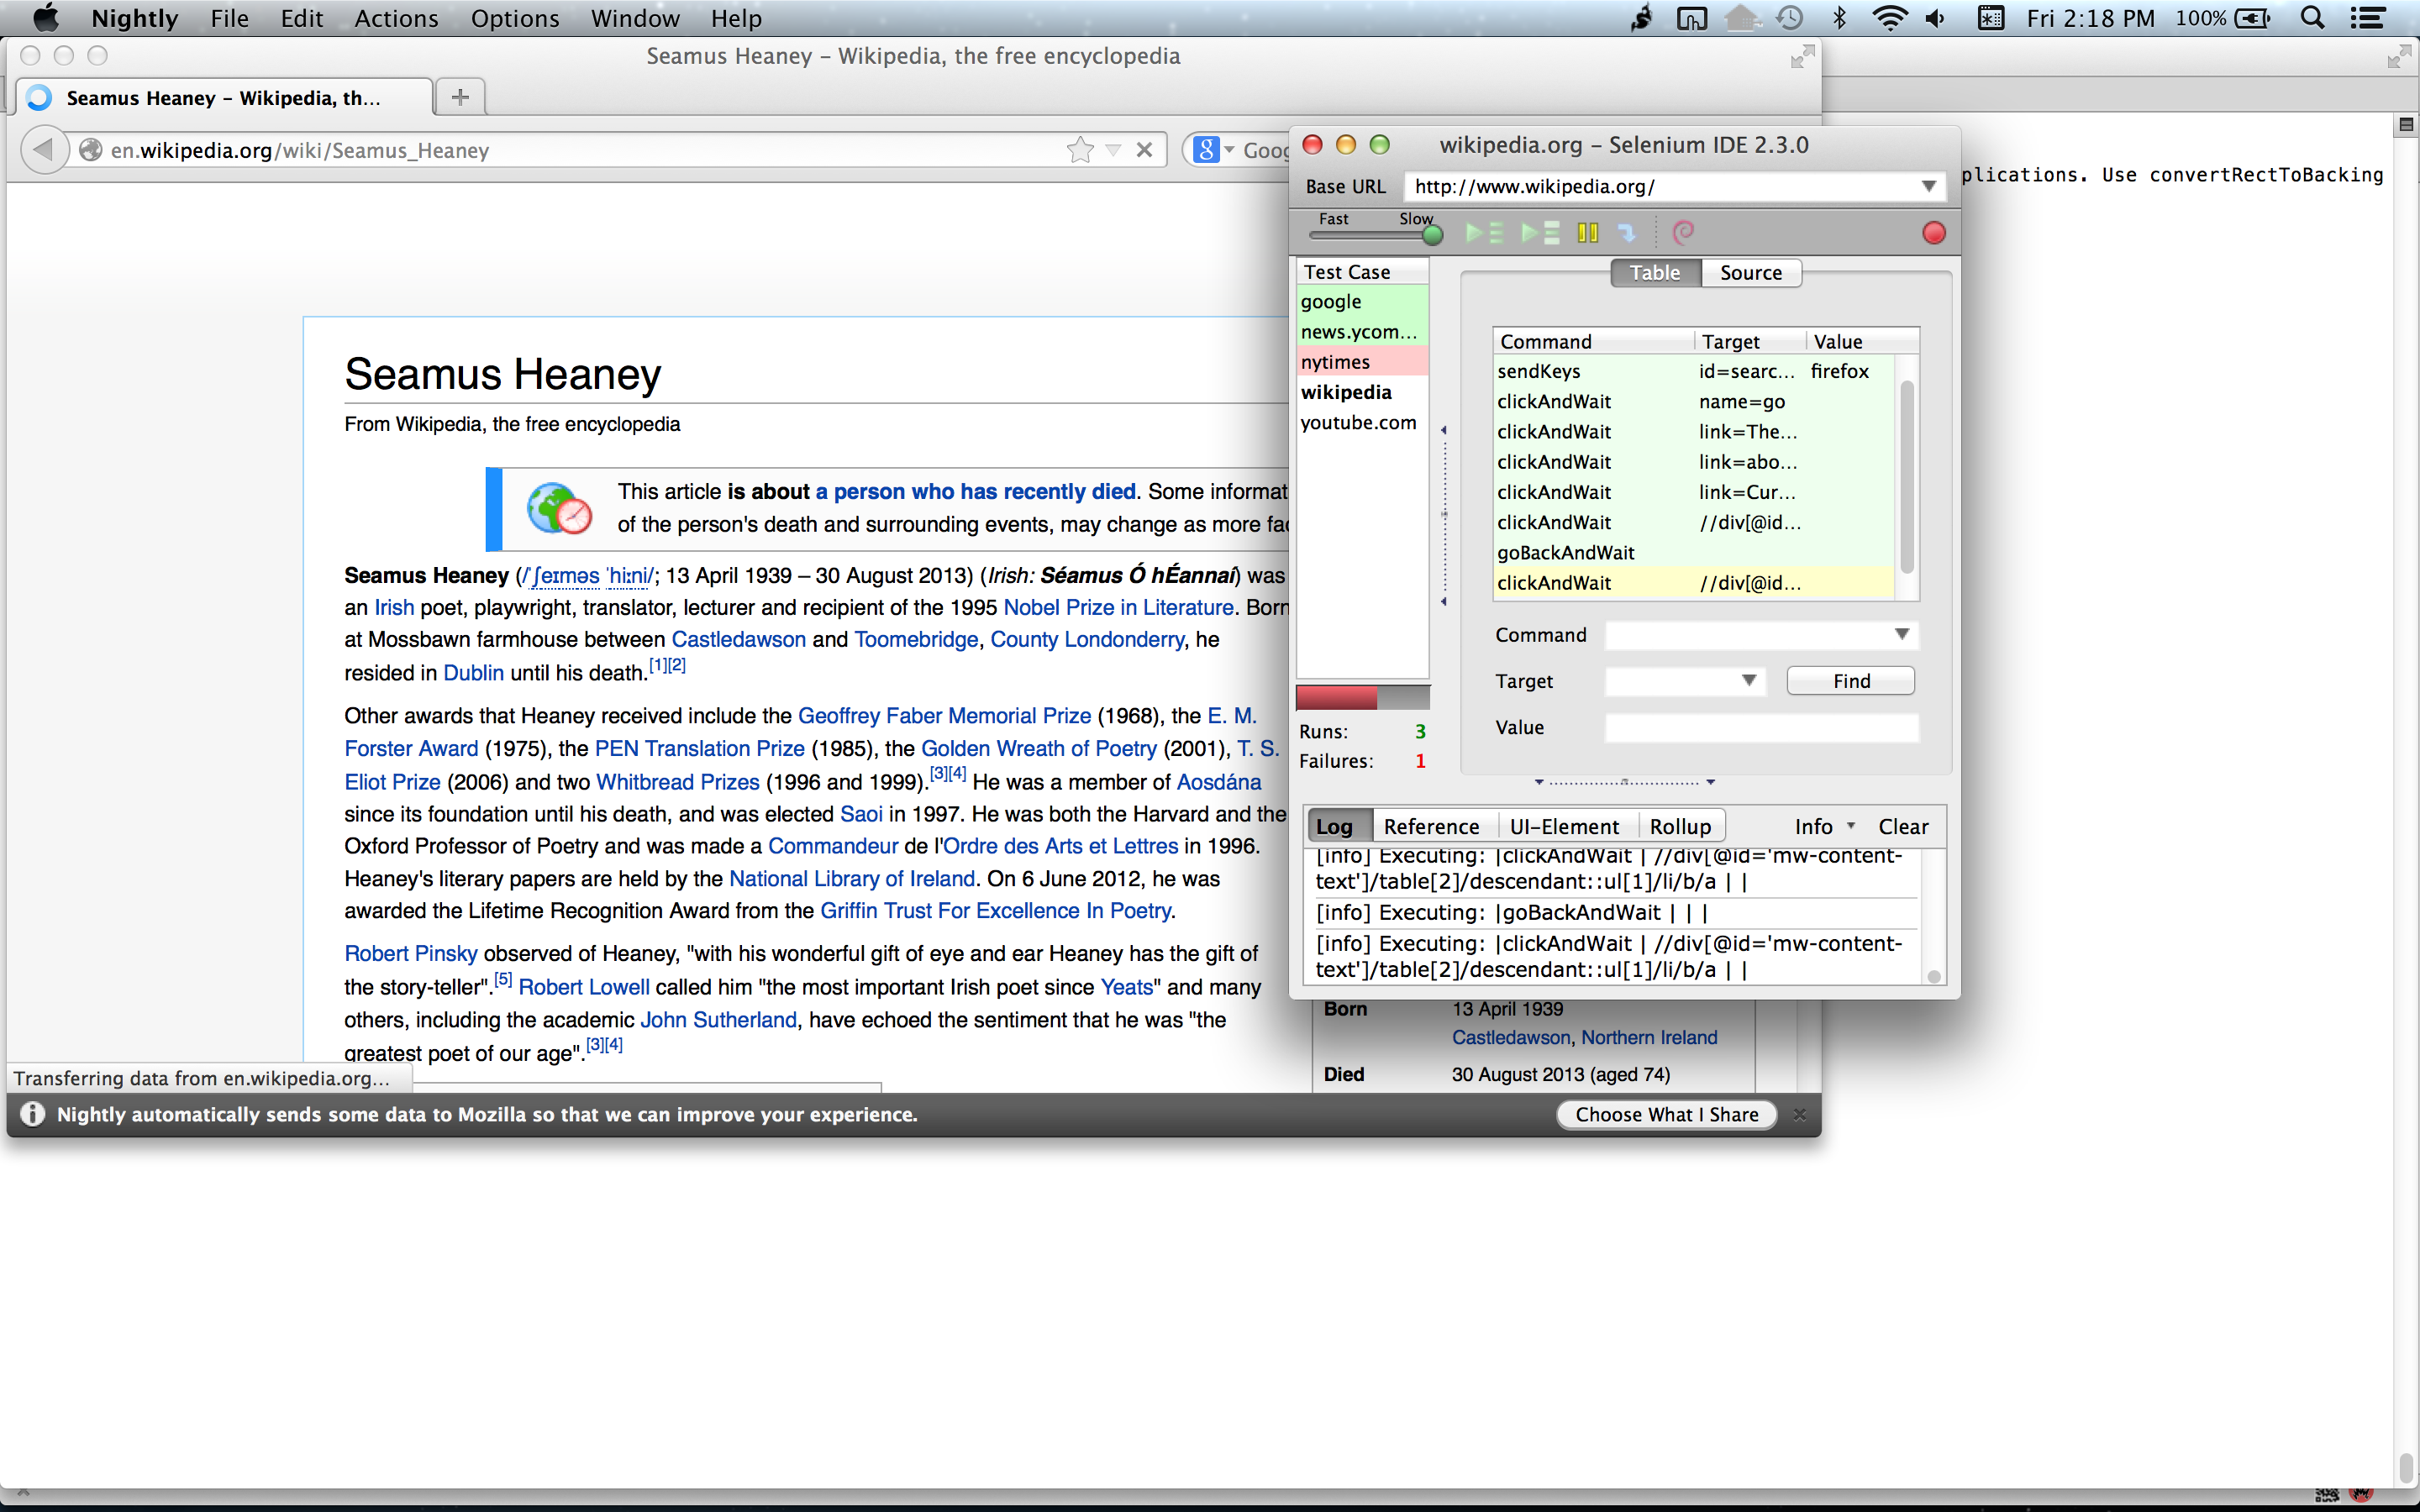 Nightly File Edit Actions Options Window Help
Fri 2:18 PM 100%
Seamus Heaney – Wikipedia, the free encyclopedia
Seamus Heaney – Wikipedia, th...
en.wikipedia.org/wiki/Seamus_Heaney
Seamus Heaney
From Wikipedia, the free encyclopedia
This article is about a person who has recently died. Some informat
of the person's death and surrounding events, may change as more fac
Seamus Heaney (/ˈʃeɪməs ˈhiːni/; 13 April 1939 – 30 August 2013) (Irish: Séamus Ó hÉannaí) was
an Irish poet, playwright, translator, lecturer and recipient of the 1995 Nobel Prize in Literature. Born
at Mossbawn farmhouse between Castledawson and Toomebridge, County Londonderry, he
resided in Dublin until his death.[1][2]
Other awards that Heaney received include the Geoffrey Faber Memorial Prize (1968), the E. M.
Forster Award (1975), the PEN Translation Prize (1985), the Golden Wreath of Poetry (2001), T. S.
Eliot Prize (2006) and two Whitbread Prizes (1996 and 1999).[3][4] He was a member of Aosdána
since its foundation until his death, and was elected Saoi in 1997. He was both the Harvard and the
Oxford Professor of Poetry and was made a Commandeur de l'Ordre des Arts et Lettres in 1996.
Heaney's literary papers are held by the National Library of Ireland. On 6 June 2012, he was
awarded the Lifetime Recognition Award from the Griffin Trust For Excellence In Poetry.
Robert Pinsky observed of Heaney, "with his wonderful gift of eye and ear Heaney has the gift of
the story-teller".[5] Robert Lowell called him "the most important Irish poet since Yeats" and many
others, including the academic John Sutherland, have echoed the sentiment that he was "the
greatest poet of our age".[3][4]
Transferring data from en.wikipedia.org...
Born 13 April 1939
Castledawson, Northern Ireland
Died 30 August 2013 (aged 74)
Nightly automatically sends some data to Mozilla so that we can improve your experience.
Choose What I Share
8 Goog
wikipedia.org – Selenium IDE 2.3.0
Base URL http://www.wikipedia.org/
Fast Slow
Test Case
google
news.ycom...
nytimes
wikipedia
youtube.com
Runs: 3
Failures: 1
Table Source
Command Target Value
sendKeys id=searc... firefox
clickAndWait name=go
clickAndWait link=The...
clickAndWait link=abo...
clickAndWait link=Cur...
clickAndWait //div[@id...
goBackAndWait
clickAndWait //div[@id...
Command
Target Find
Value
Log Reference UI-Element Rollup Info Clear
[info] Executing: |clickAndWait | //div[@id='mw-content-
text']/table[2]/descendant::ul[1]/li/b/a | |
[info] Executing: |goBackAndWait | | |
[info] Executing: |clickAndWait | //div[@id='mw-content-
text']/table[2]/descendant::ul[1]/li/b/a | |
plications. Use convertRectToBacking